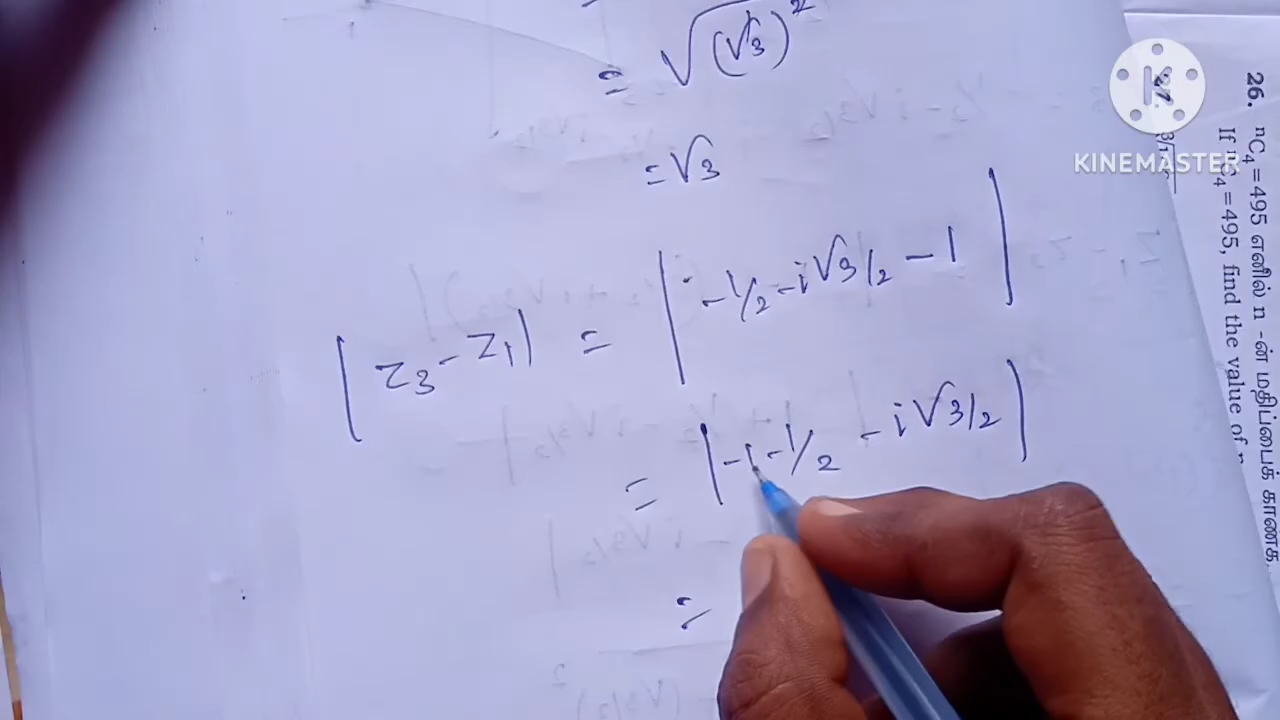 = √(√3)²
= √3
|z₃ - z₁| = |-1/2 - i√3/2 - 1|
= |-1 - 1/2 - i√3/2|
=
26. nC₄ = 495 எனில் n -ன் மதிப்பைக் காண்க
If nC₄ = 495, find the value of n
27.
KINEMASTER